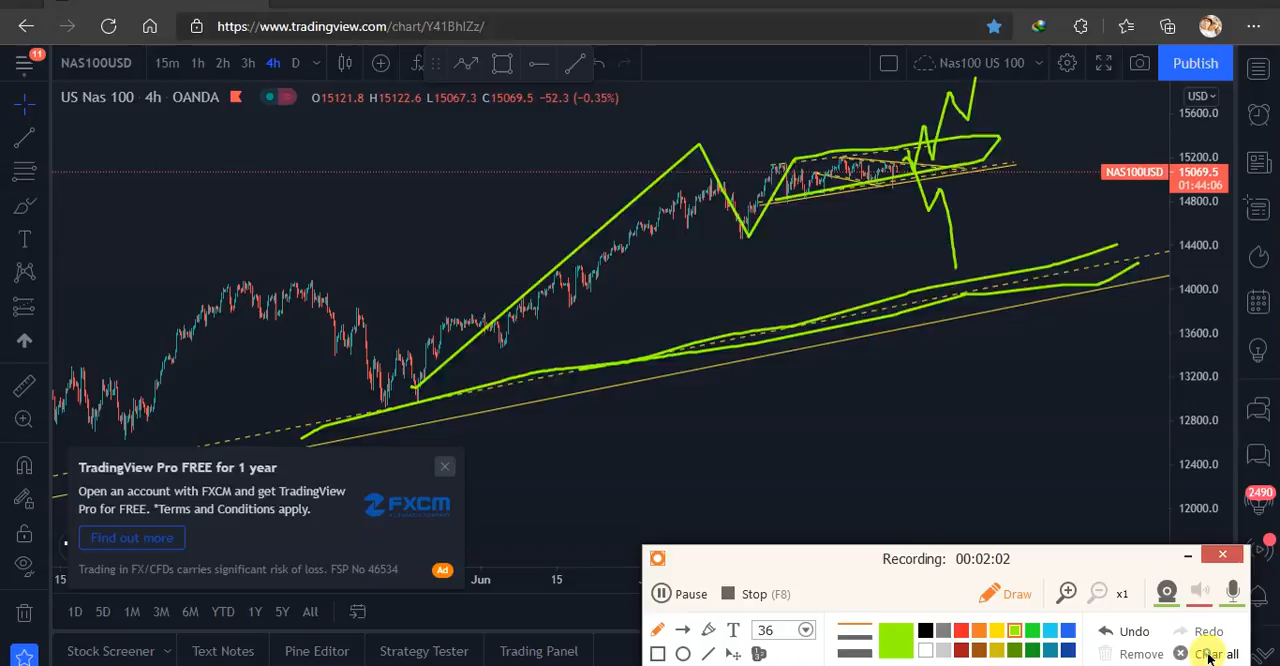 https://www.tradingview.com/chart/Y41BhIZz/
11
NAS100USD 15m 1h 2h 3h 4h D Nas100 US 100 Publish
US Nas 100 · 4h · OANDA O15121.8 H15122.6 L15067.3 C15069.5 −52.3 (−0.35%)
USD
15600.0
15200.0
NAS100USD 15069.5
01:44:06
14800.0
14400.0
14000.0
13600.0
13200.0
12800.0
12400.0
12000.0
2490
TradingView Pro FREE for 1 year
Open an account with FXCM and get TradingView
Pro for FREE. *Terms and Conditions apply.
FXCM
Find out more
Trading in FX/CFDs carries significant risk of loss. FSP No 46534
Ad
15 Jun 15
1D 5D 1M 3M 6M YTD 1Y 5Y All
Stock Screener Text Notes Pine Editor Strategy Tester Trading Panel
Recording: 00:02:02
Pause Stop (F8) Draw x1
T 36 Undo Redo
Remove Clear all